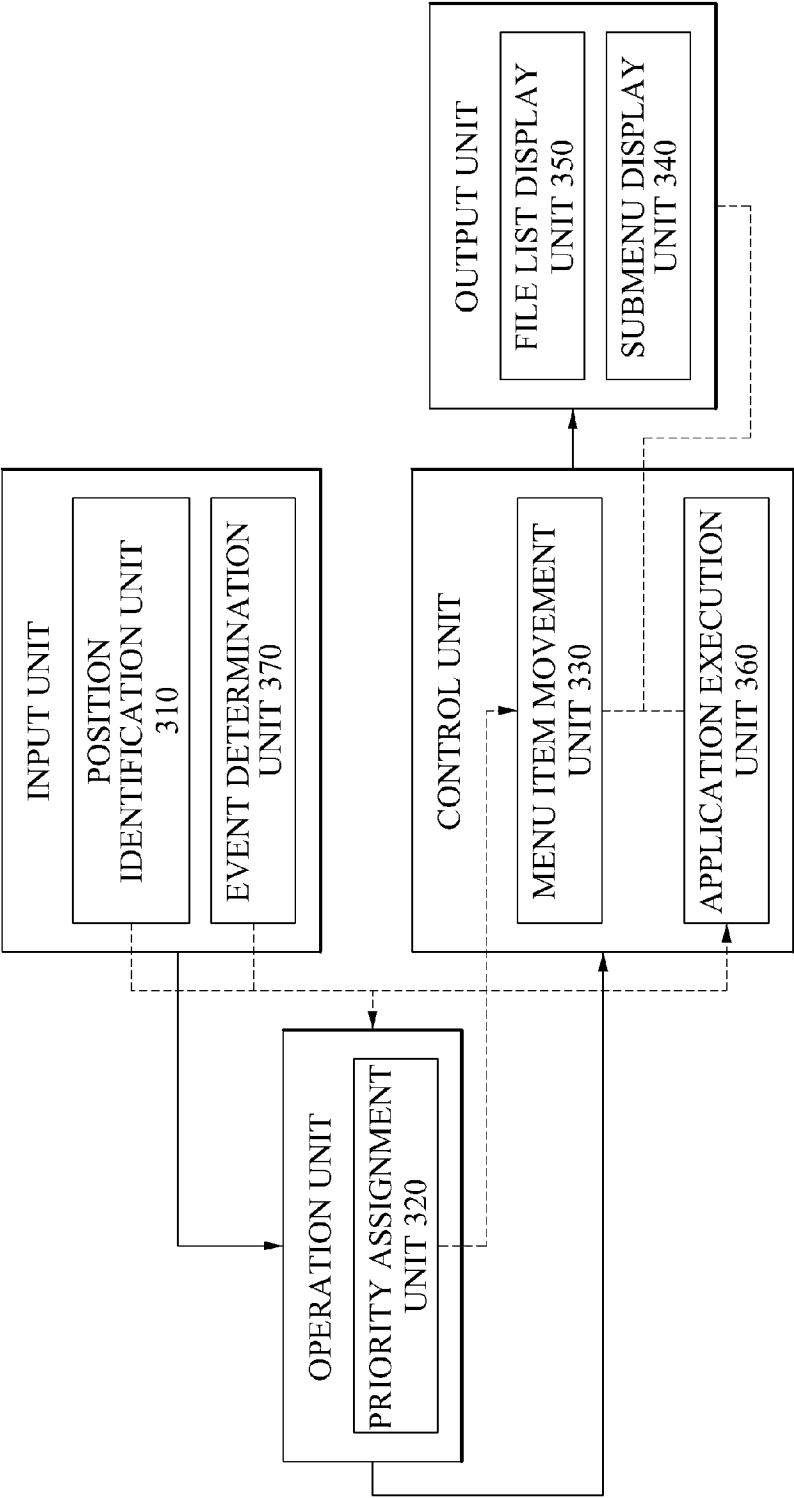 INPUT UNIT
POSITION
IDENTIFICATION UNIT
310
EVENT DETERMINATION
UNIT 370
OPERATION UNIT
PRIORITY ASSIGNMENT
UNIT 320
CONTROL UNIT
MENU ITEM MOVEMENT
UNIT 330
APPLICATION EXECUTION
UNIT 360
OUTPUT UNIT
FILE LIST DISPLAY
UNIT 350
SUBMENU DISPLAY
UNIT 340